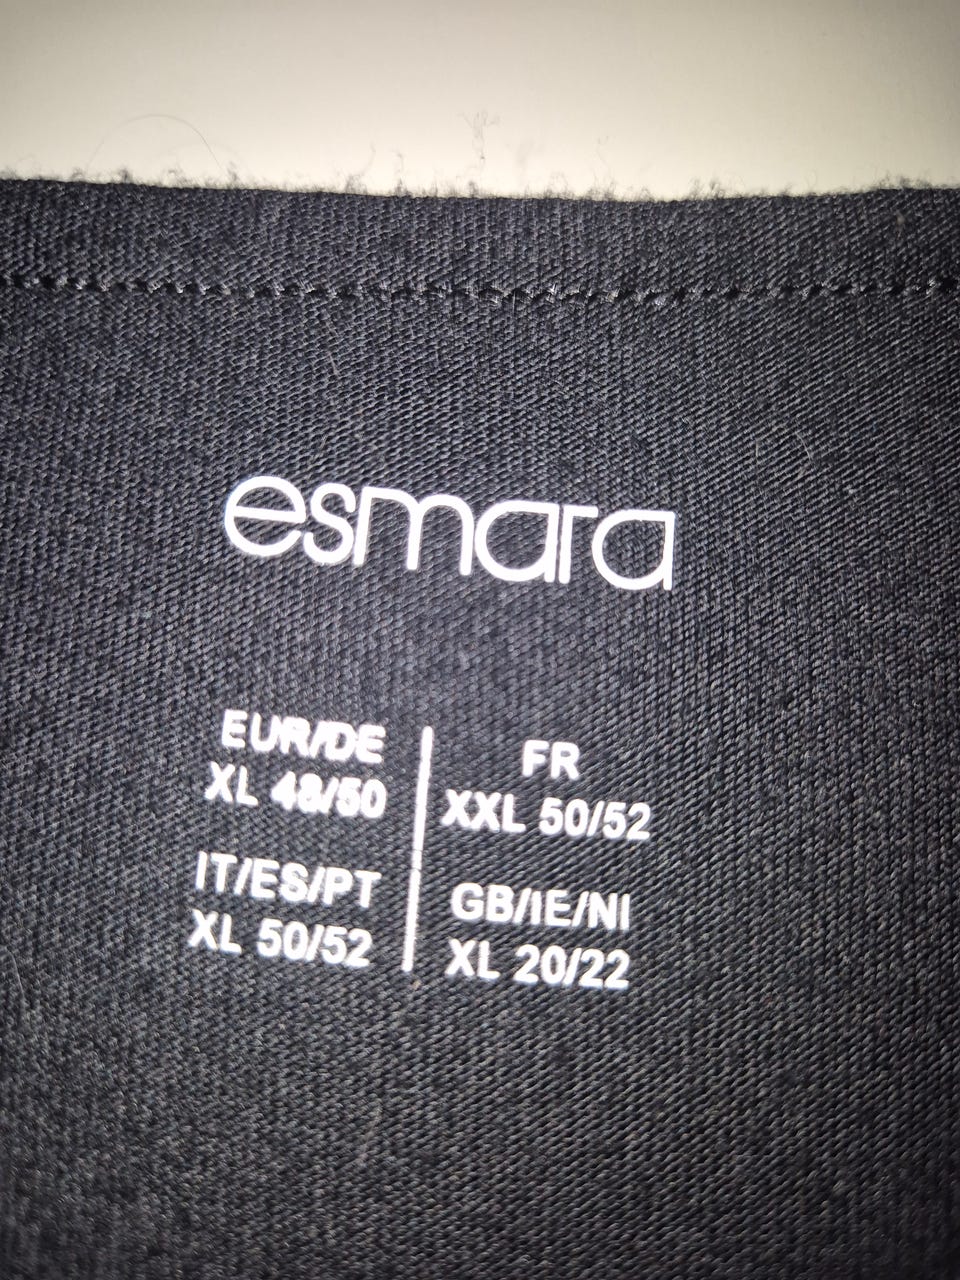 esmara
EUR/DE
XL 48/50
FR
XXL 50/52
IT/ES/PT
XL 50/52
GB/IE/NI
XL 20/22